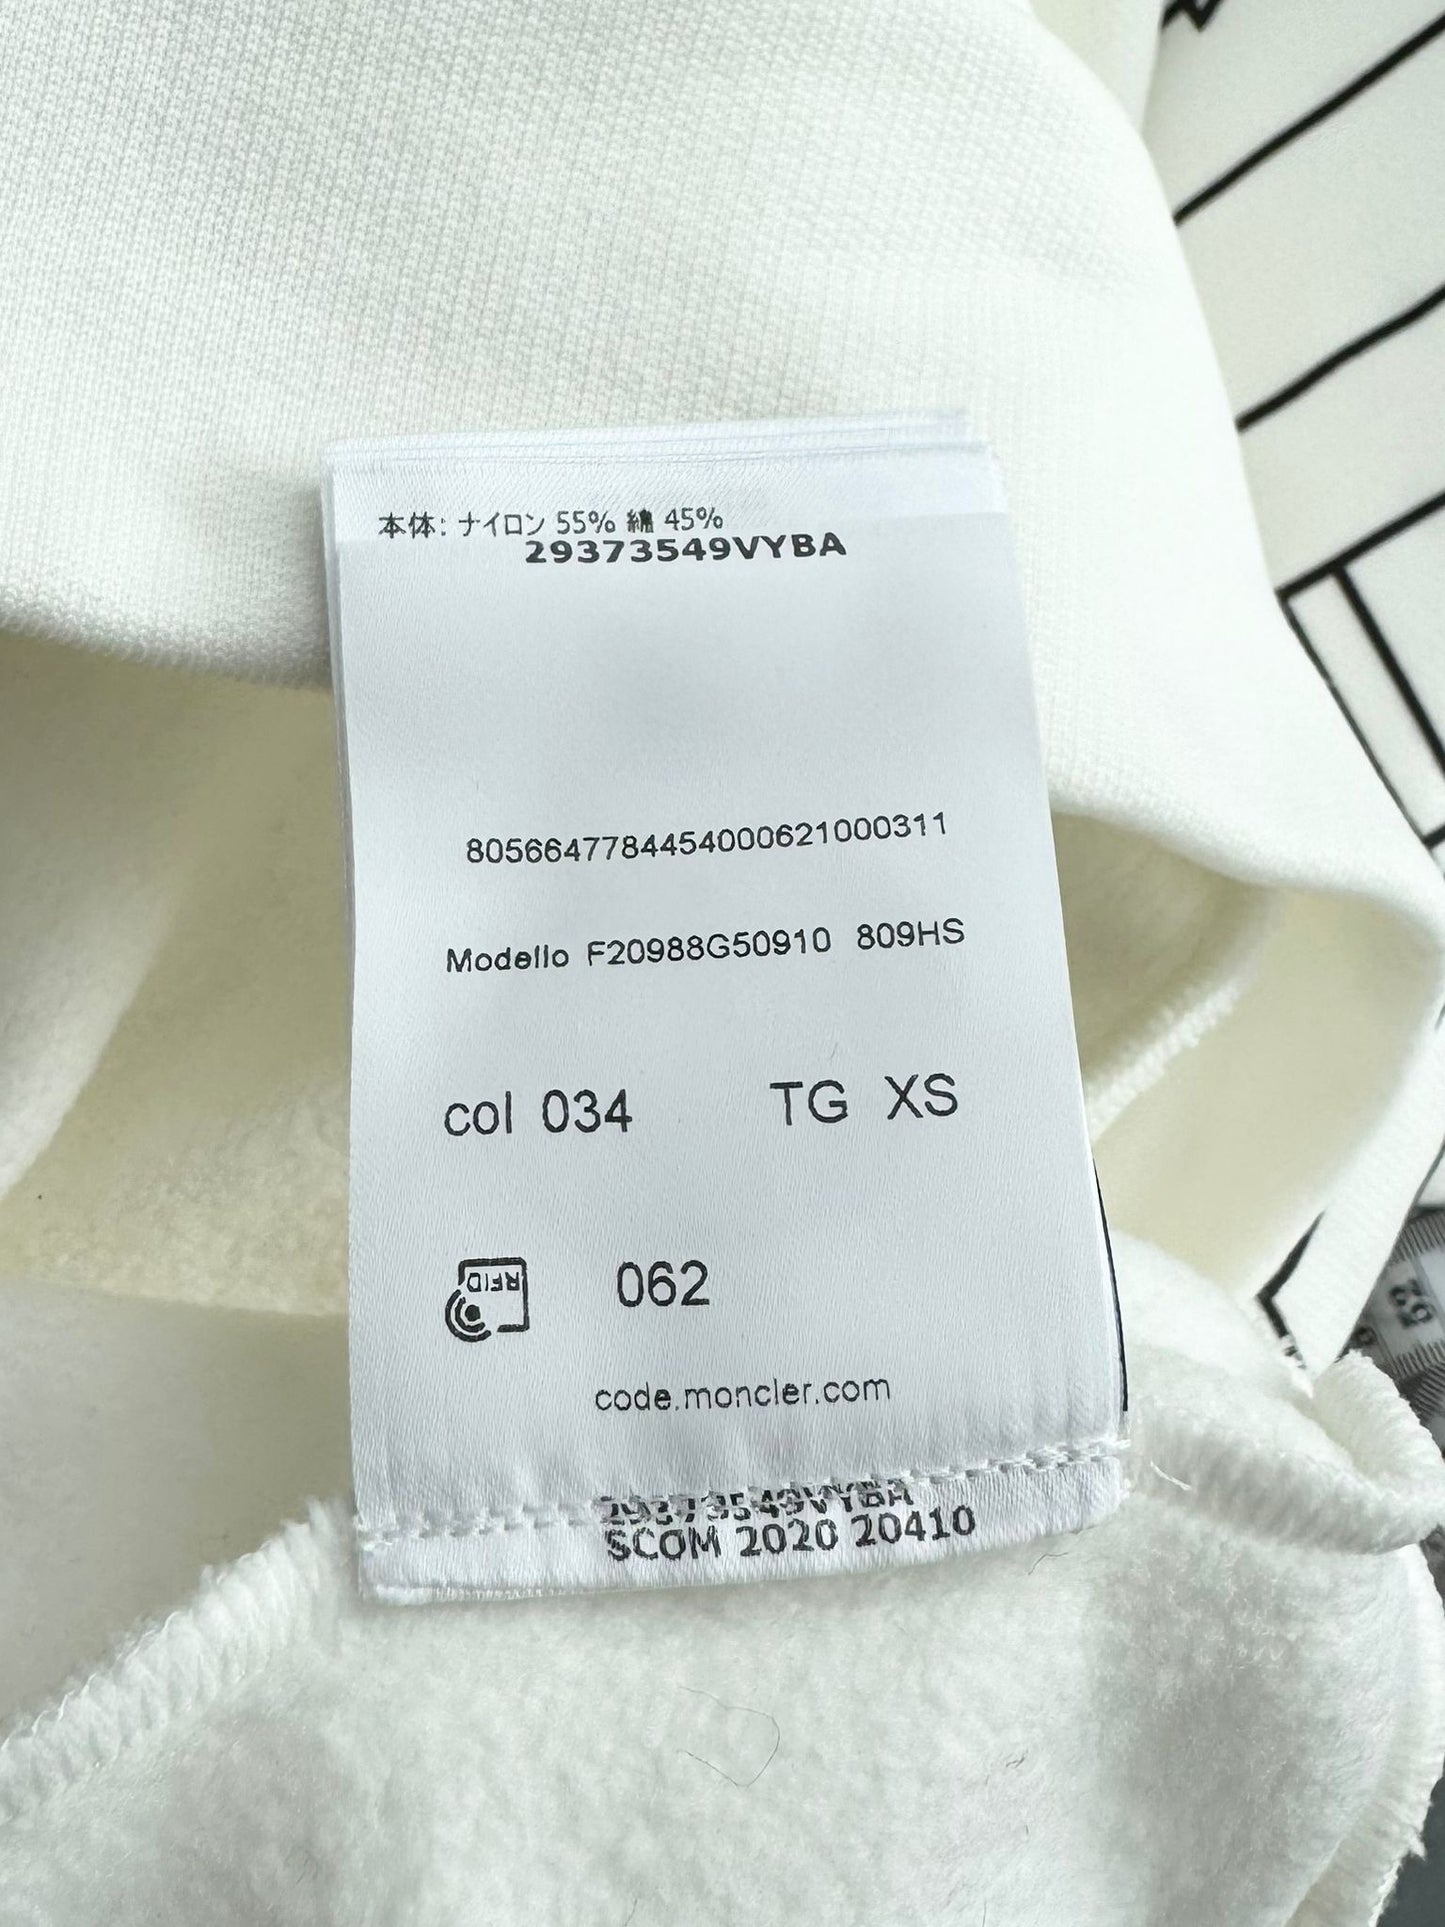 本体: ナイロン 55% 綿 45%
29373549VYBA
8056647784454000621000311
Modello F20988G50910 809HS
col 034 TG XS
RFID
062
code.moncler.com
29373549VYBA
SCOM 2020 20410